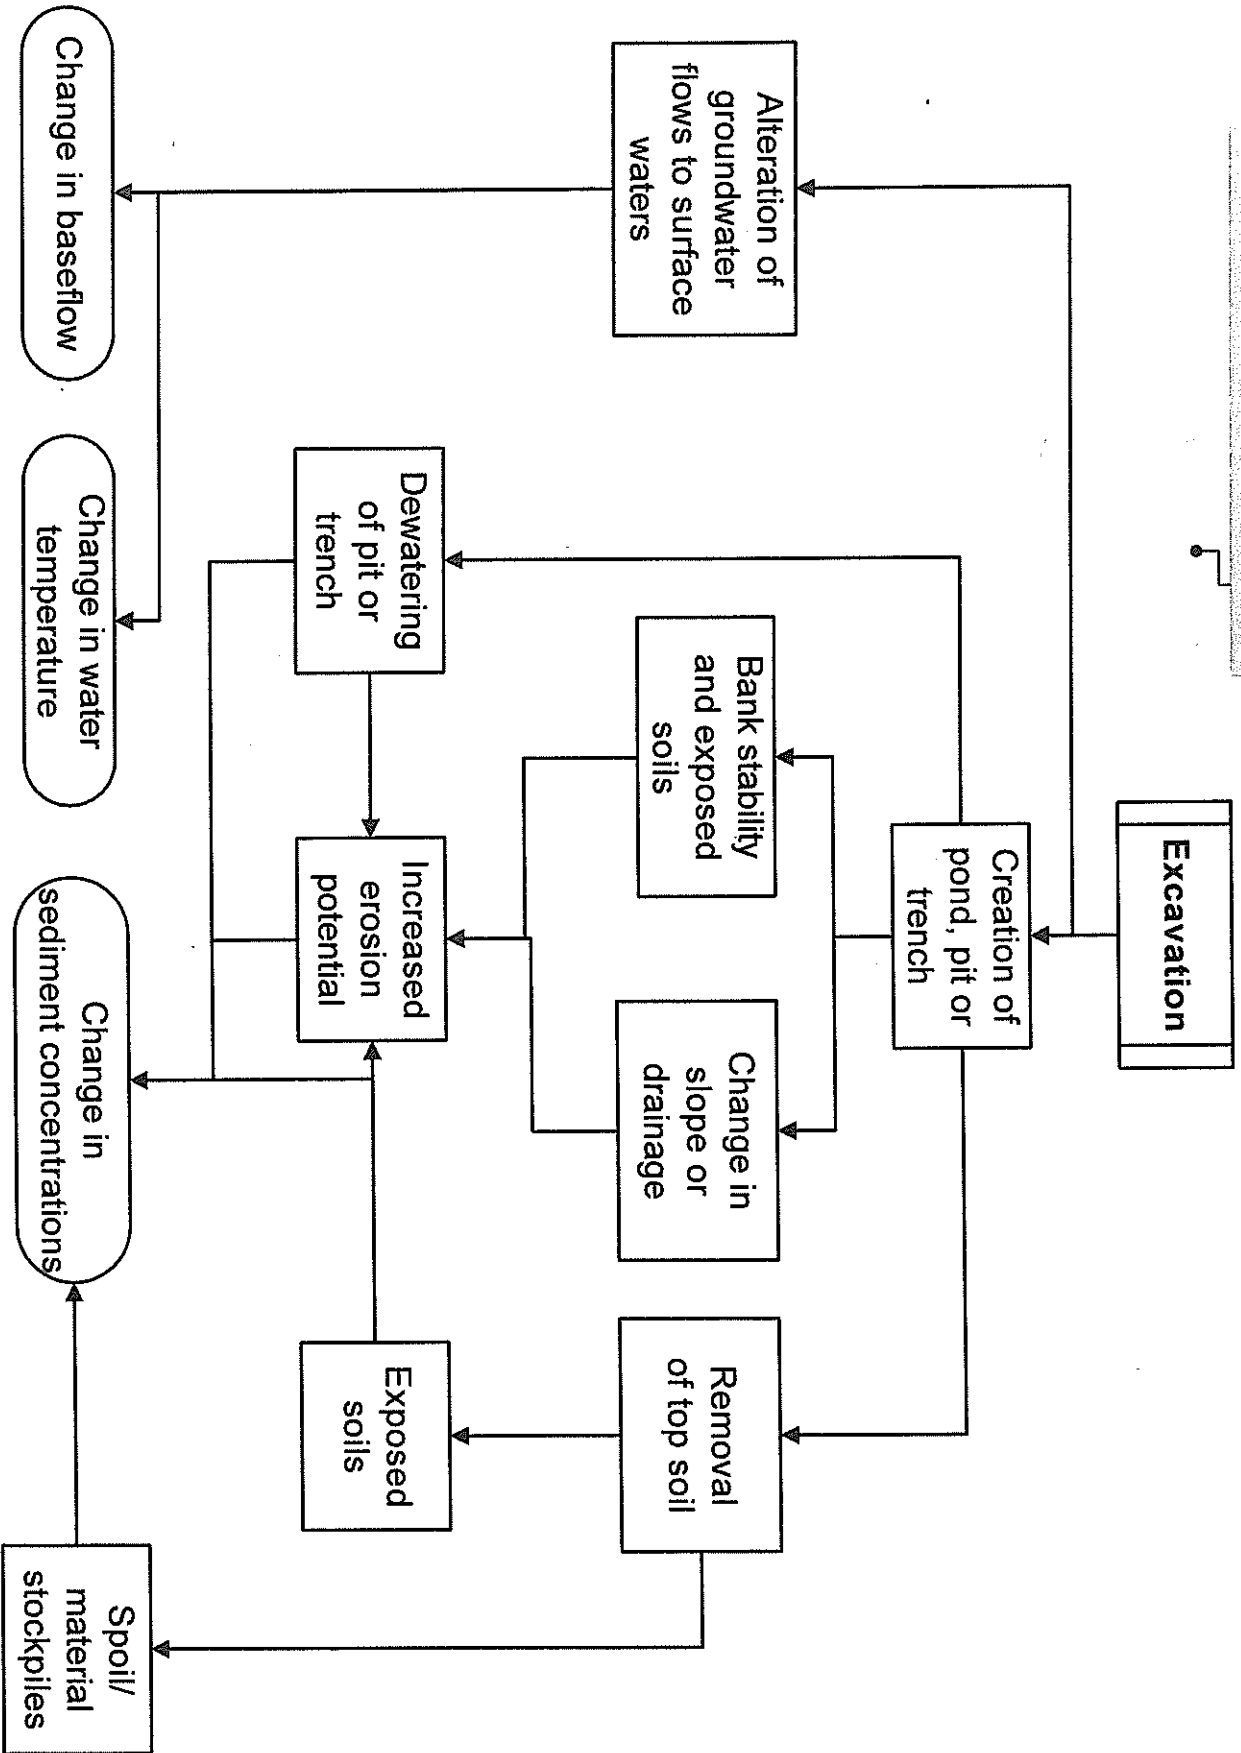 Excavation
Creation of
pond, pit or
trench
Alteration of
groundwater
flows to surface
waters
Bank stability
and exposed
soils
Change in
slope or
drainage
Removal
of top soil
Dewatering
of pit or
trench
Increased
erosion
potential
Exposed
soils
Change in baseflow
Change in water
temperature
Change in
sediment concentrations
Spoil/
material
stockpiles